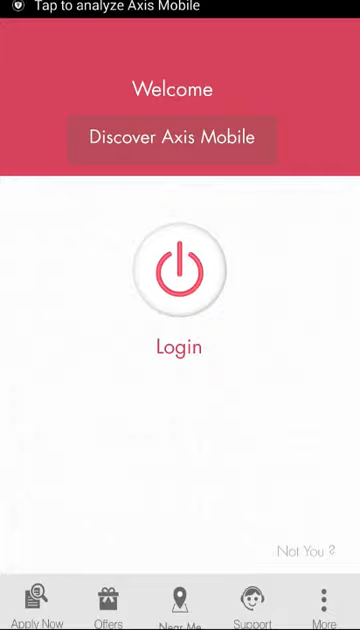 Tap to analyze Axis Mobile
Welcome
Discover Axis Mobile
Login
Not You ?
Apply Now
Offers
Near Me
Support
More